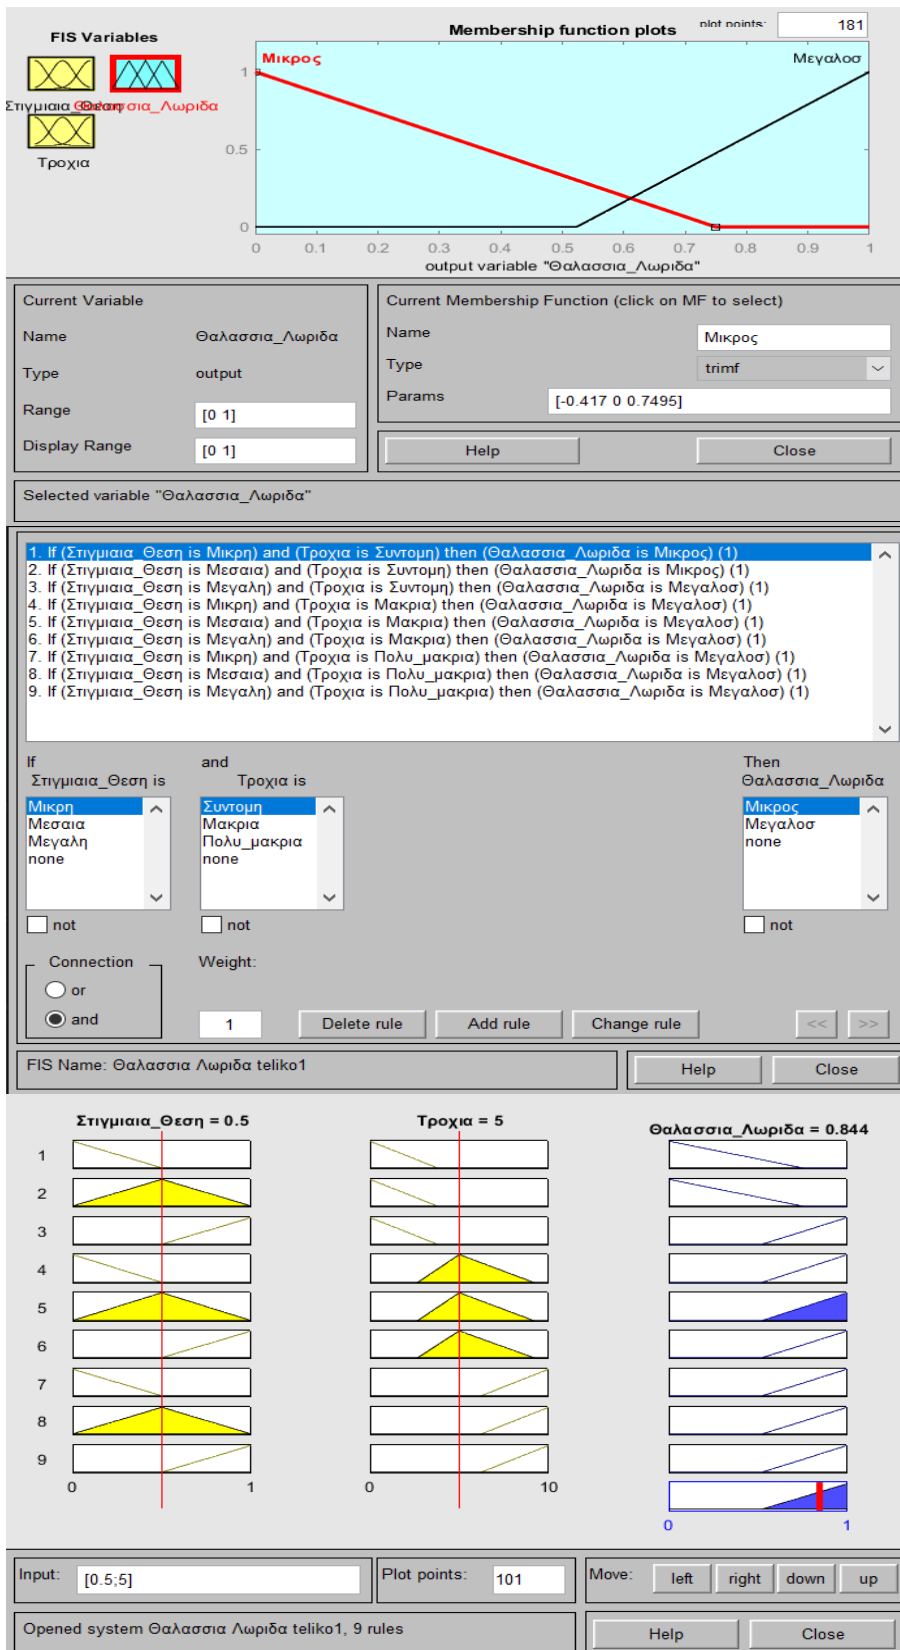 FIS Variables
Membership function plots
plot points:
181
Στιγμιαια_Θεση
Θαλασσια_Λωριδα
Τροχια
Μικρος
Μεγαλοσ
1
0.5
0
0 0.1 0.2 0.3 0.4 0.5 0.6 0.7 0.8 0.9 1
output variable "Θαλασσια_Λωριδα"
Current Variable
Name Θαλασσια_Λωριδα
Type output
Range [0 1]
Display Range [0 1]
Current Membership Function (click on MF to select)
Name Μικρος
Type trimf
Params [-0.417 0 0.7495]
Help Close
Selected variable "Θαλασσια_Λωριδα"
1. If (Στιγμιαια_Θεση is Μικρη) and (Τροχια is Συντομη) then (Θαλασσια_Λωριδα is Μικρος) (1)
2. If (Στιγμιαια_Θεση is Μεσαια) and (Τροχια is Συντομη) then (Θαλασσια_Λωριδα is Μικρος) (1)
3. If (Στιγμιαια_Θεση is Μεγαλη) and (Τροχια is Συντομη) then (Θαλασσια_Λωριδα is Μεγαλοσ) (1)
4. If (Στιγμιαια_Θεση is Μικρη) and (Τροχια is Μακρια) then (Θαλασσια_Λωριδα is Μεγαλοσ) (1)
5. If (Στιγμιαια_Θεση is Μεσαια) and (Τροχια is Μακρια) then (Θαλασσια_Λωριδα is Μεγαλοσ) (1)
6. If (Στιγμιαια_Θεση is Μεγαλη) and (Τροχια is Μακρια) then (Θαλασσια_Λωριδα is Μεγαλοσ) (1)
7. If (Στιγμιαια_Θεση is Μικρη) and (Τροχια is Πολυ_μακρια) then (Θαλασσια_Λωριδα is Μεγαλοσ) (1)
8. If (Στιγμιαια_Θεση is Μεσαια) and (Τροχια is Πολυ_μακρια) then (Θαλασσια_Λωριδα is Μεγαλοσ) (1)
9. If (Στιγμιαια_Θεση is Μεγαλη) and (Τροχια is Πολυ_μακρια) then (Θαλασσια_Λωριδα is Μεγαλοσ) (1)
If and Then
Στιγμιαια_Θεση is Τροχια is Θαλασσια_Λωριδα
Μικρη Συντομη Μικρος
Μεσαια Μακρια Μεγαλοσ
Μεγαλη Πολυ_μακρια none
none none
not not not
Connection Weight:
or
and 1 Delete rule Add rule Change rule << >>
FIS Name: Θαλασσια Λωριδα teliko1 Help Close
Στιγμιαια_Θεση = 0.5 Τροχια = 5 Θαλασσια_Λωριδα = 0.844
1
2
3
4
5
6
7
8
9
0 1 0 10
0 1
Input: [0.5;5] Plot points: 101 Move: left right down up
Opened system Θαλασσια Λωριδα teliko1, 9 rules Help Close